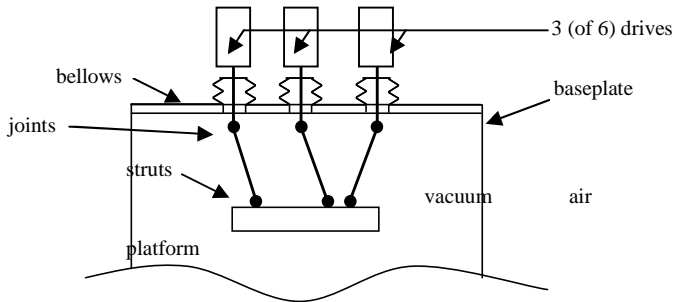 3 (of 6) drives
bellows
baseplate
joints
struts
vacuum
air
platform